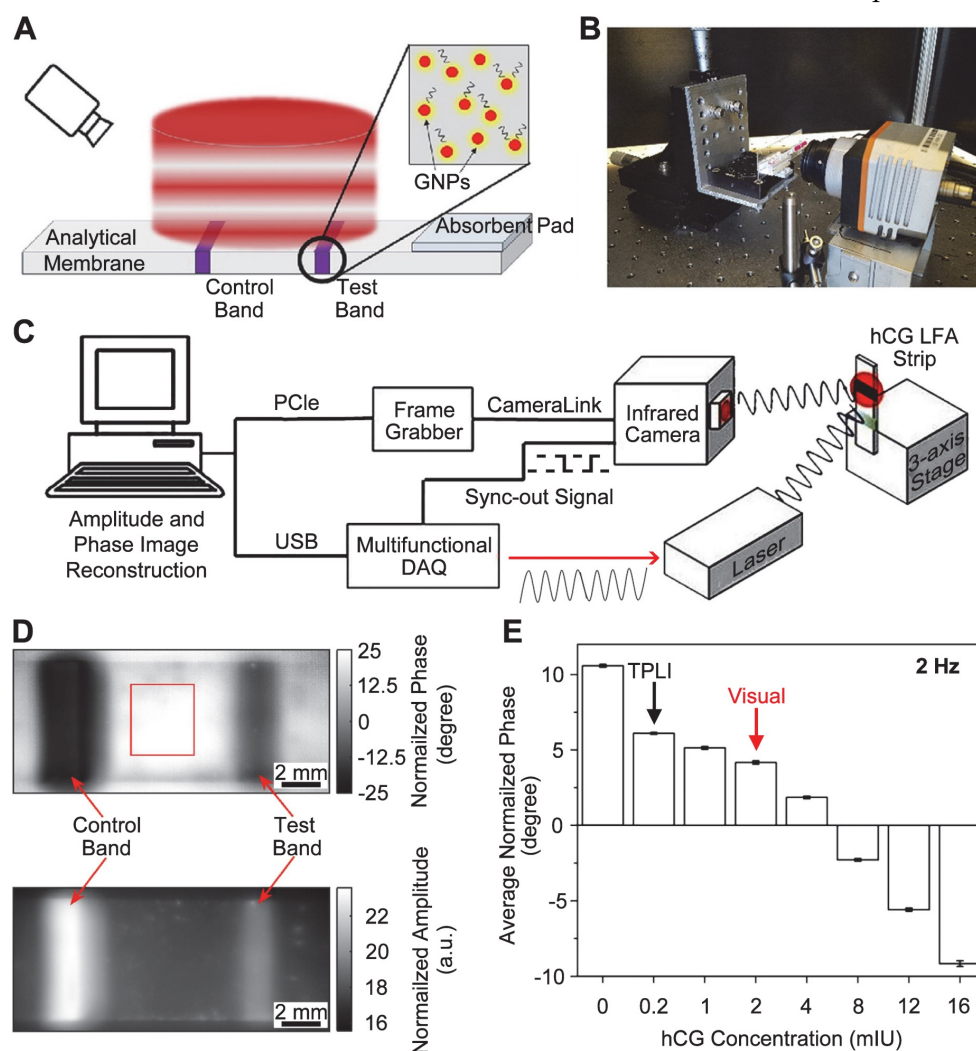 A
GNPs
Analytical
Membrane
Absorbent Pad
Control
Band
Test
Band
B
C
PCIe
Frame
Grabber
CameraLink
Infrared
Camera
hCG LFA
Strip
3-axis
Stage
Sync-out Signal
Amplitude and
Phase Image
Reconstruction
USB
Multifunctional
DAQ
Laser
D
25
12.5
0
-12.5
-25
Normailzed Phase
(degree)
2 mm
Control
Band
Test
Band
22
20
18
16
Normailzed Amplitude
(a.u.)
2 mm
E
2 Hz
TPLI
Visual
10
5
0
-5
-10
Average Normailzed Phase
(degree)
0 0.2 1 2 4 8 12 16
hCG Concentration (mIU)